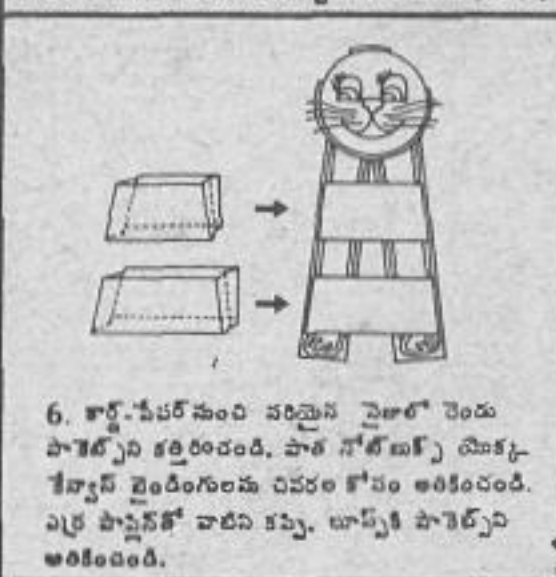 6. కార్డ్-పేపర్ నుంచి సరియైన సైజులో రెండు
పాకెట్స్‌ని కత్తిరించండి. పాత నోట్ బుక్స్ యొక్క
కేన్వాస్ బైండింగులను చివరల కోసం అతికించండి.
ఎర్ర పాప్లిన్‌తో వాటిని కప్పి, లూప్స్‌కి పాకెట్స్‌ని
అతికించండి.